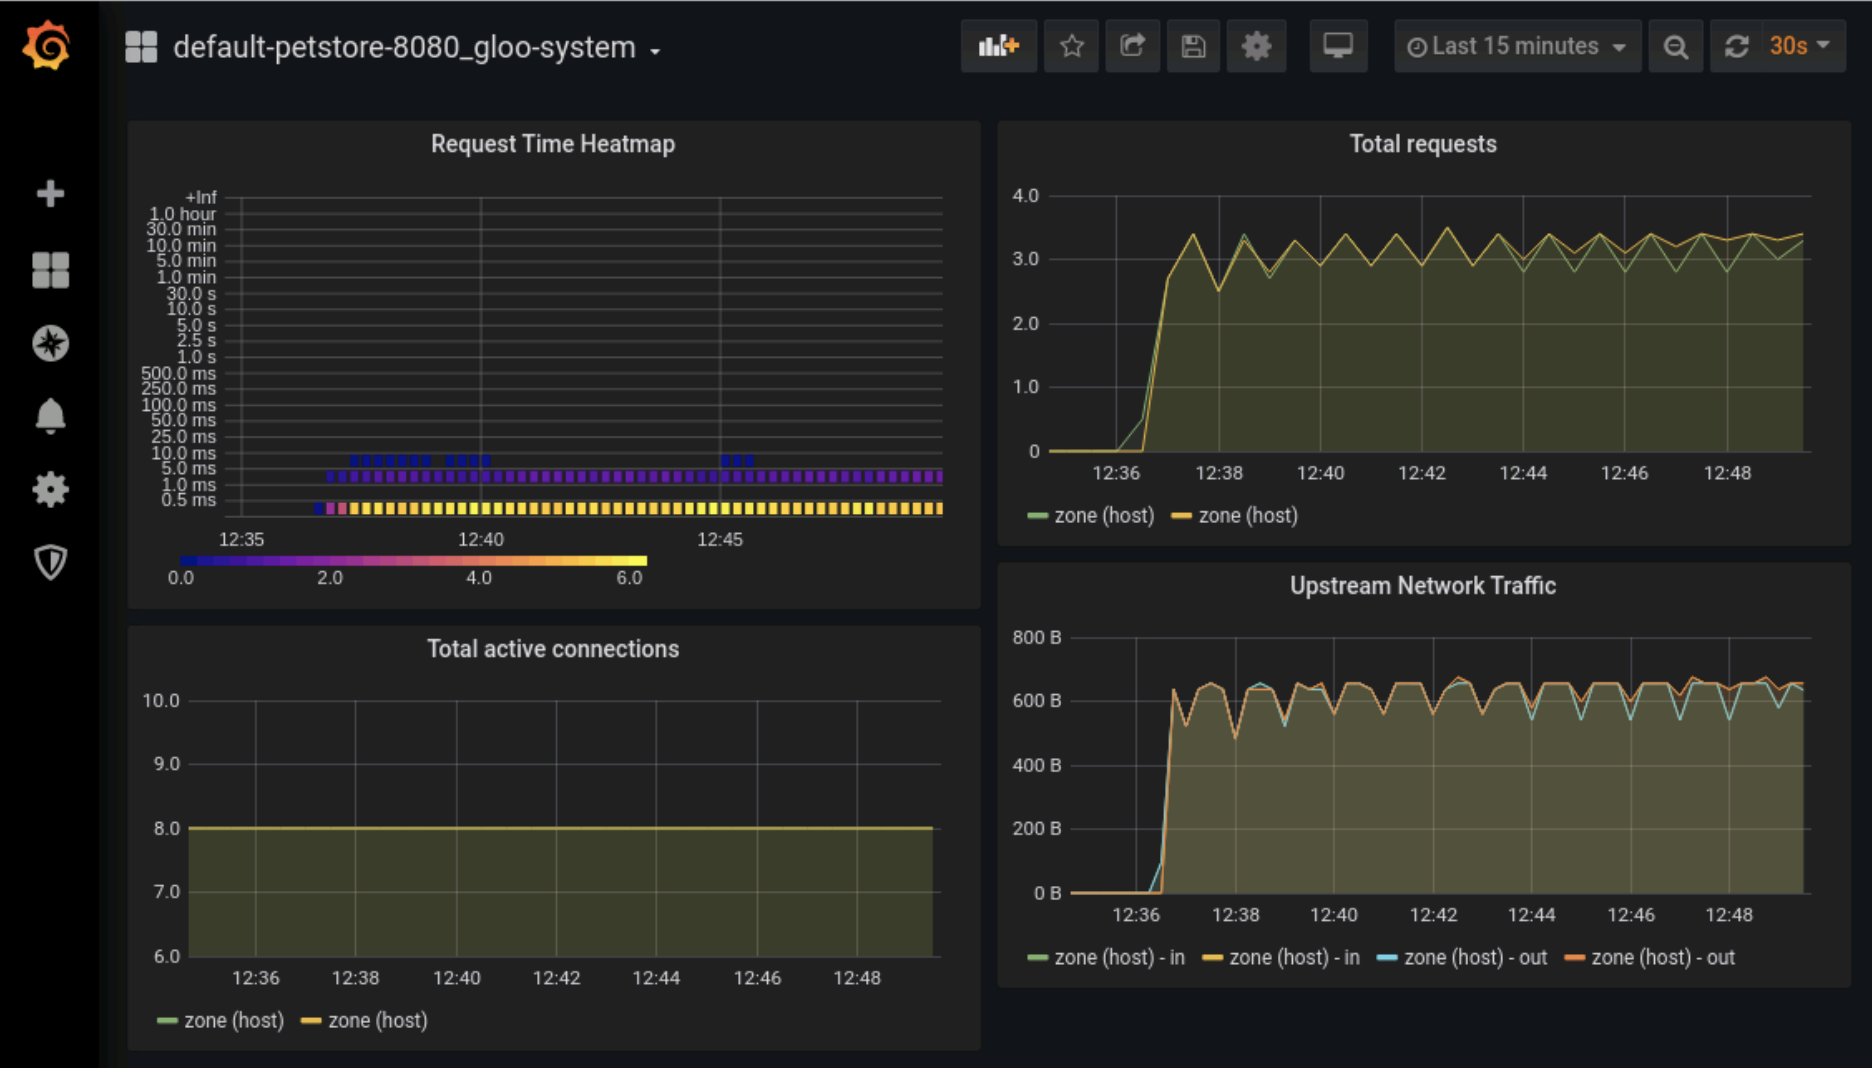 default-petstore-8080_gloo-system
Last 15 minutes
30s
Request Time Heatmap
+Inf
1.0 hour
30.0 min
10.0 min
5.0 min
1.0 min
30.0 s
10.0 s
5.0 s
2.5 s
1.0 s
500.0 ms
250.0 ms
100.0 ms
50.0 ms
25.0 ms
10.0 ms
5.0 ms
1.0 ms
0.5 ms
12:35 12:40 12:45
0.0 2.0 4.0 6.0
Total requests
4.0
3.0
2.0
1.0
0
12:36 12:38 12:40 12:42 12:44 12:46 12:48
zone (host) zone (host)
Total active connections
10.0
9.0
8.0
7.0
6.0
12:36 12:38 12:40 12:42 12:44 12:46 12:48
zone (host) zone (host)
Upstream Network Traffic
800 B
600 B
400 B
200 B
0 B
12:36 12:38 12:40 12:42 12:44 12:46 12:48
zone (host) - in zone (host) - in zone (host) - out zone (host) - out